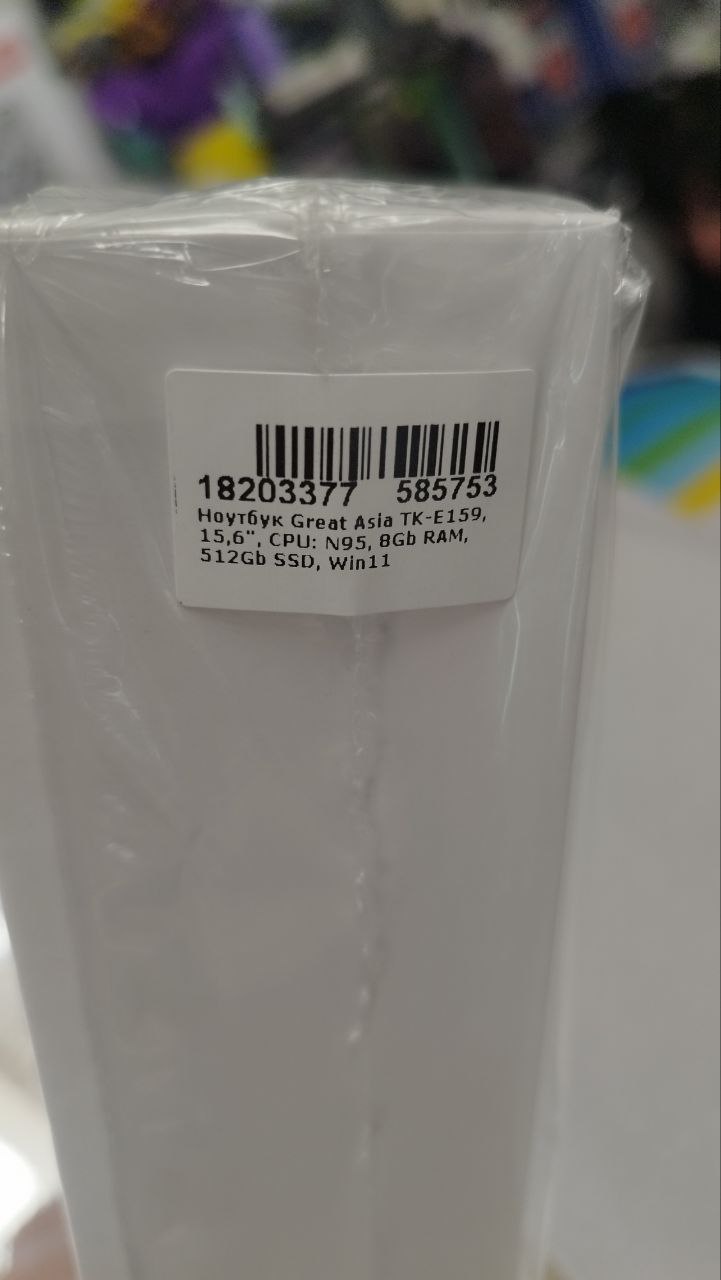 18203377 585753
Ноутбук Great Asia TK-E159,
15,6", CPU: N95, 8Gb RAM,
512Gb SSD, Win11